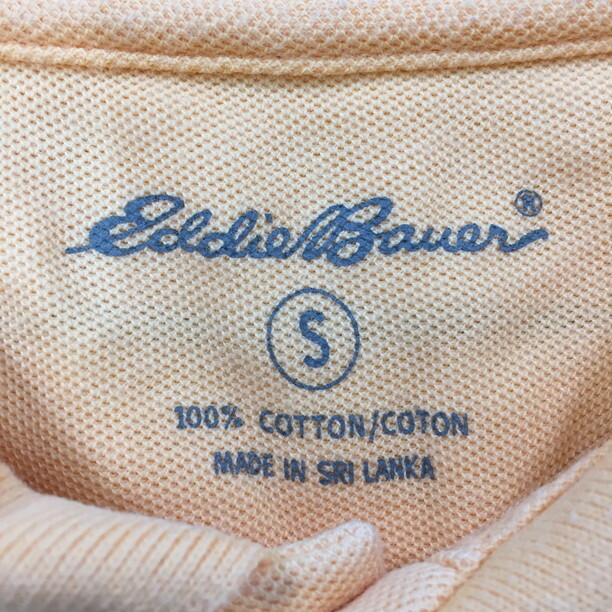 Eddie Bauer®
S
100% COTTON/COTON
MADE IN SRI LANKA